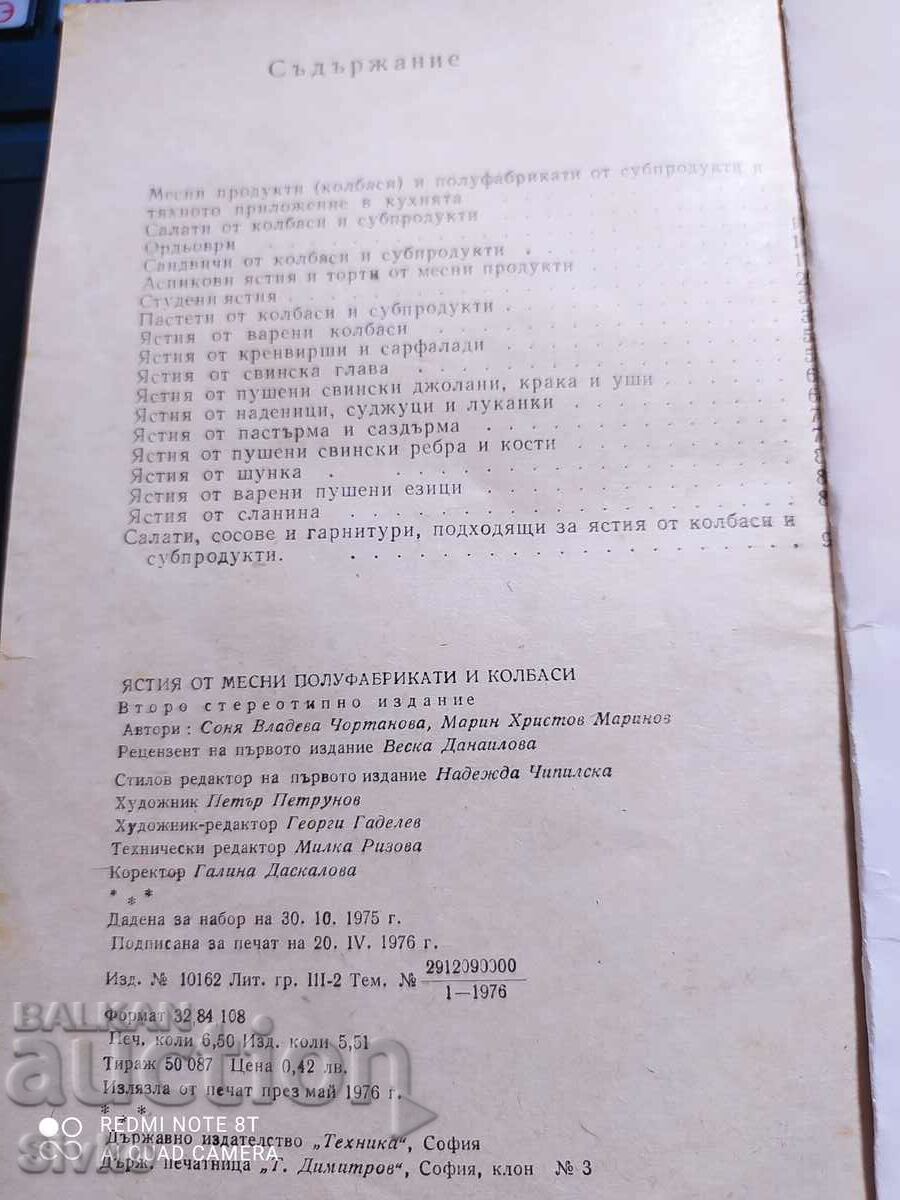 Съдържание
Месни продукти (колбаси) и полуфабрикати от субпродукти и
тяхното приложение в кухнята
Салати от колбаси и субпродукти
Ордьоври
Сандвичи от колбаси и субпродукти
Аспикови ястия и торти от месни продукти
Студени ястия
Пастети от колбаси и субпродукти
Ястия от варени колбаси
Ястия от кренвирши и сарфалади
Ястия от свинска глава
Ястия от пушени свински джолани, крака и уши
Ястия от наденици, суджуци и луканки
Ястия от пастърма и саздърма
Ястия от пушени свински ребра и кости
Ястия от шунка
Ястия от варени пушени езици
Ястия от сланина
Салати, сосове и гарнитури, подходящи за ястия от колбаси и
субпродукти.
ЯСТИЯ ОТ МЕСНИ ПОЛУФАБРИКАТИ И КОЛБАСИ
Второ стереотипно издание
Автори: Соня Владева Чортанова, Марин Христов Маринов
Рецензент на първото издание Веска Данаилова
Стилов редактор на първото издание Надежда Чипилска
Художник Петър Петрунов
Художник-редактор Георги Гаделев
Технически редактор Милка Ризова
Коректор Галина Даскалова
* * *
Дадена за набор на 30. 10. 1975 г.
Подписана за печат на 20. IV. 1976 г.
Изд. № 10162 Лит. гр. III-2 Тем. № 2912090000
1—1976
Формат 32 84 108
Печ. коли 6,50 Изд. коли 5,51
Тираж 50 087 Цена 0,42 лв.
Излязла от печат през май 1976 г.
* * *
Държавно издателство „Техника“, София
Държ. печатница „Г. Димитров“, София, клон № 3
BALKAN
auction
REDMI NOTE 8T
AI QUAD CAMERA